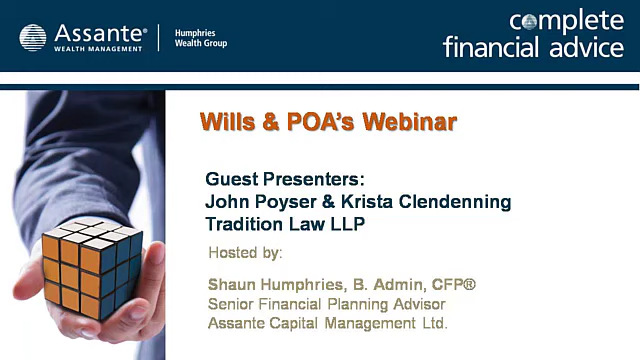 Assante®
WEALTH MANAGEMENT
Humphries
Wealth Group
complete
financial advice
Wills & POA's Webinar
Guest Presenters:
John Poyser & Krista Clendenning
Tradition Law LLP
Hosted by:
Shaun Humphries, B. Admin, CFP®
Senior Financial Planning Advisor
Assante Capital Management Ltd.